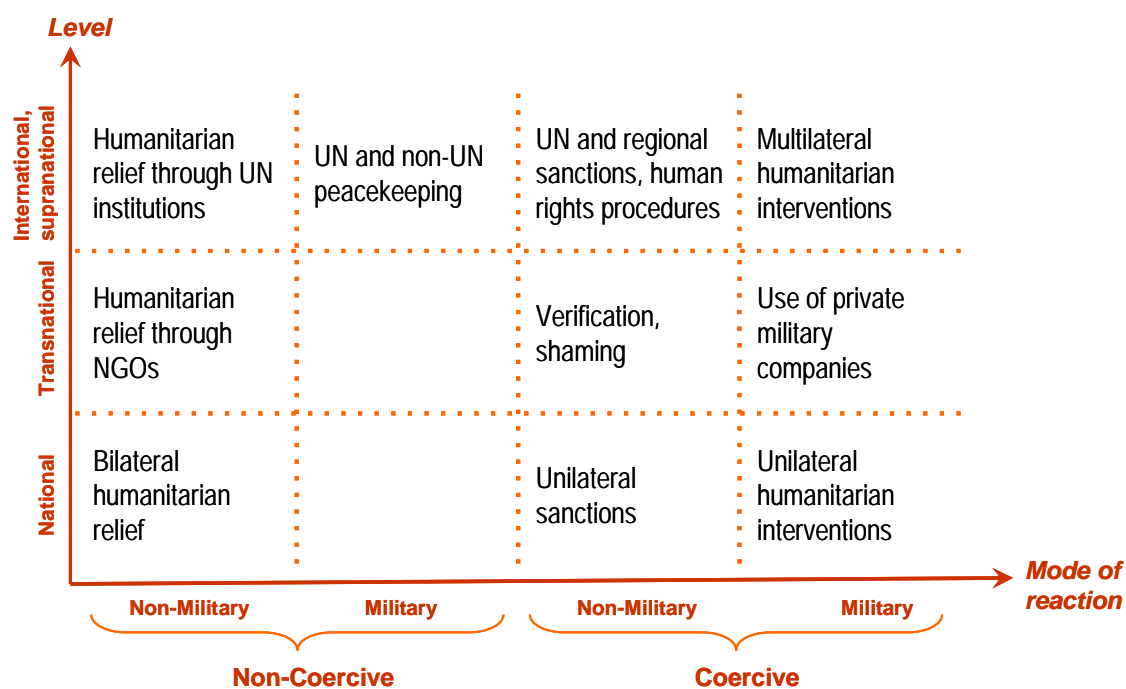 Level
International,
supranational
Humanitarian
relief through UN
institutions
UN and non-UN
peacekeeping
UN and regional
sanctions, human
rights procedures
Multilateral
humanitarian
interventions
Transnational
Humanitarian
relief through
NGOs
Verification,
shaming
Use of private
military
companies
National
Bilateral
humanitarian
relief
Unilateral
sanctions
Unilateral
humanitarian
interventions
Mode of
reaction
Non-Military
Military
Non-Military
Military
Non-Coercive
Coercive